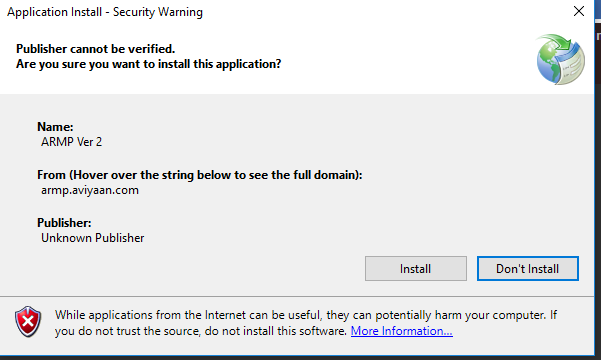 Application Install - Security Warning
Publisher cannot be verified.
Are you sure you want to install this application?
Name:
ARMP Ver 2
From (Hover over the string below to see the full domain):
armp.aviyaan.com
Publisher:
Unknown Publisher
Install
Don't Install
While applications from the Internet can be useful, they can potentially harm your computer. If
you do not trust the source, do not install this software. More Information...